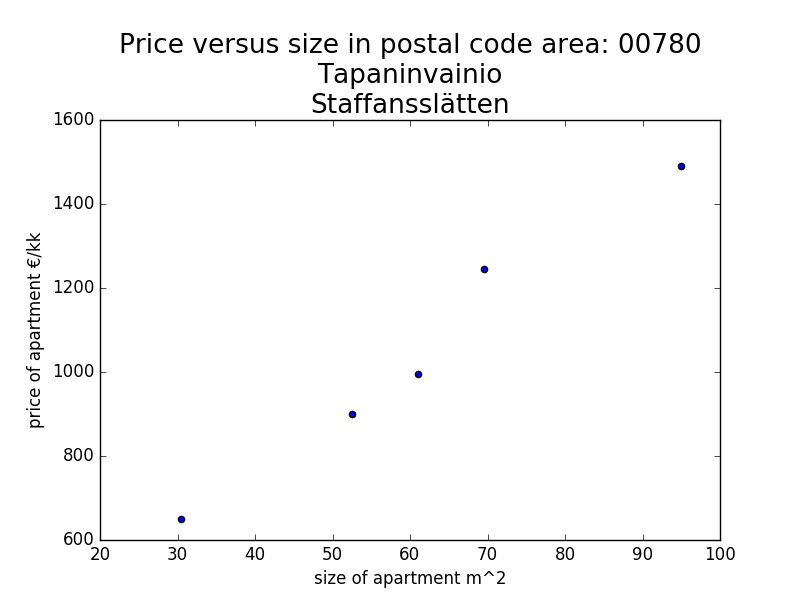 Price versus size in postal code area: 00780
Tapaninvainio
Staffansslätten
1600
1400
1200
1000
800
600
price of apartment €/kk
20 30 40 50 60 70 80 90 100
size of apartment m^2